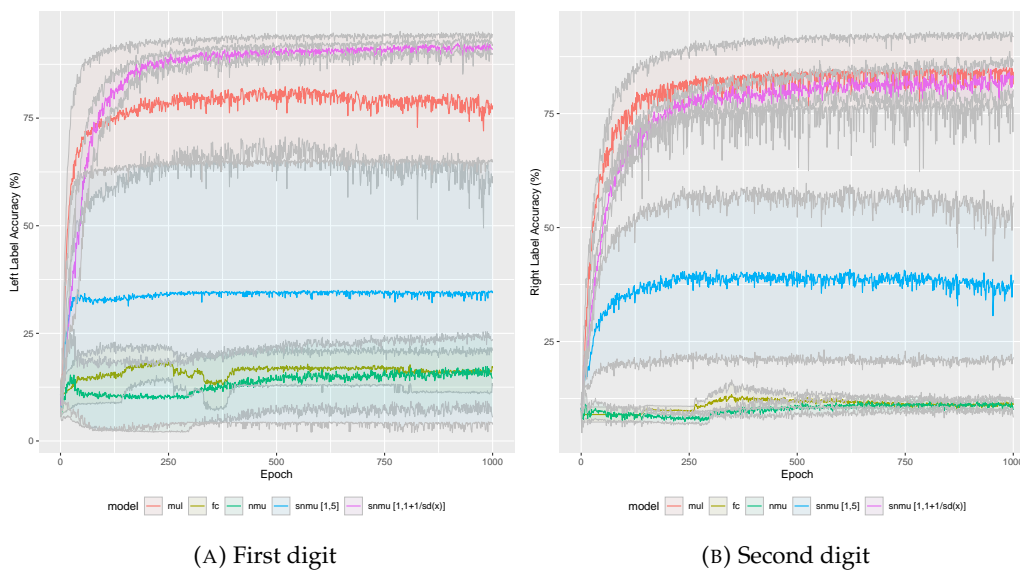 Left Label Accuracy (%)
75
50
25
0
0
250
500
750
1000
Epoch
model mul fc nmu snmu [1,5] snmu [1,1+1/sd(x)]
(A) First digit
Right Label Accuracy (%)
75
50
25
0
250
500
750
1000
Epoch
model mul fc nmu snmu [1,5] snmu [1,1+1/sd(x)]
(B) Second digit